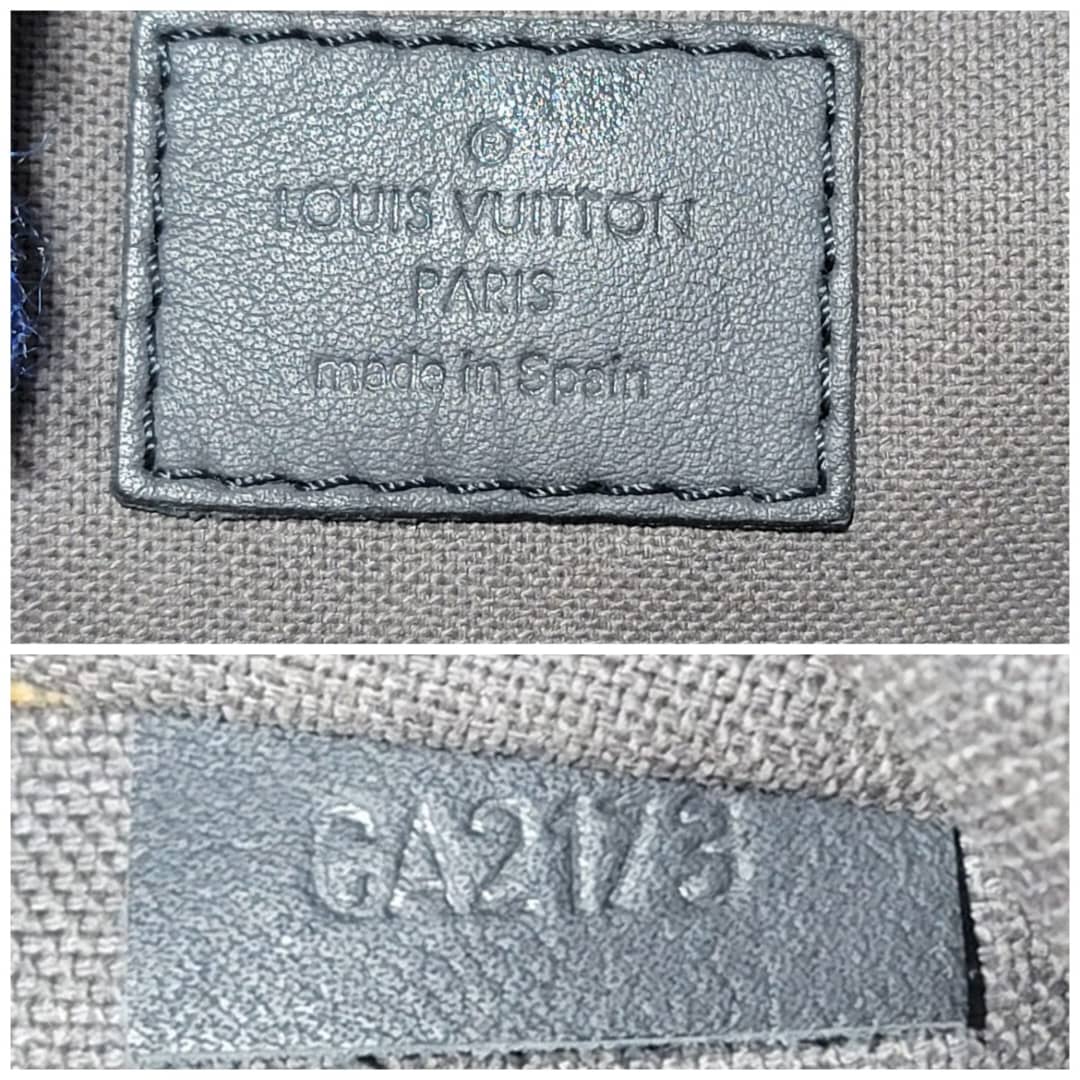 ®
LOUIS VUITTON
PARIS
made in Spain
CA2173